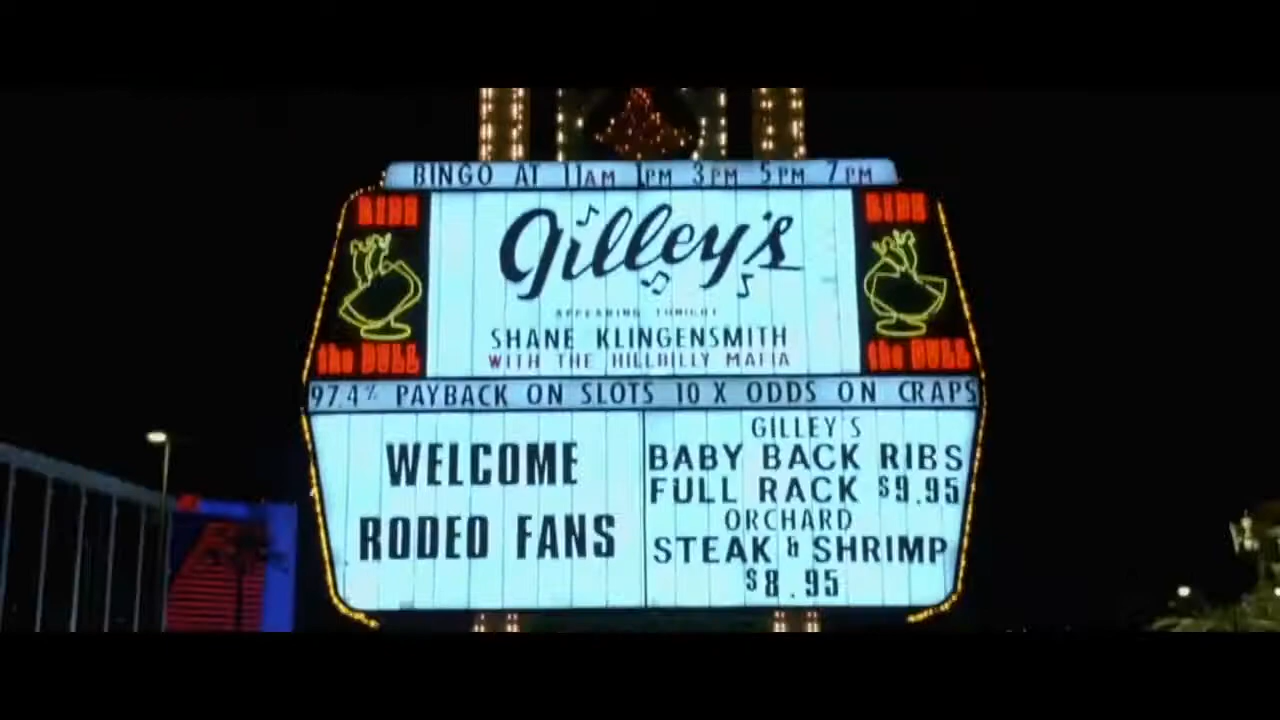 BINGO AT 11AM 1PM 3PM 5PM 7PM
RIDE
the BULL
Gilley's
APPEARING TONIGHT
SHANE KLINGENSMITH
WITH THE HILLBILLY MAFIA
RIDE
the BULL
97.4% PAYBACK ON SLOTS 10 X ODDS ON CRAPS
WELCOME
RODEO FANS
GILLEY'S
BABY BACK RIBS
FULL RACK $9.95
ORCHARD
STEAK & SHRIMP
$8.95